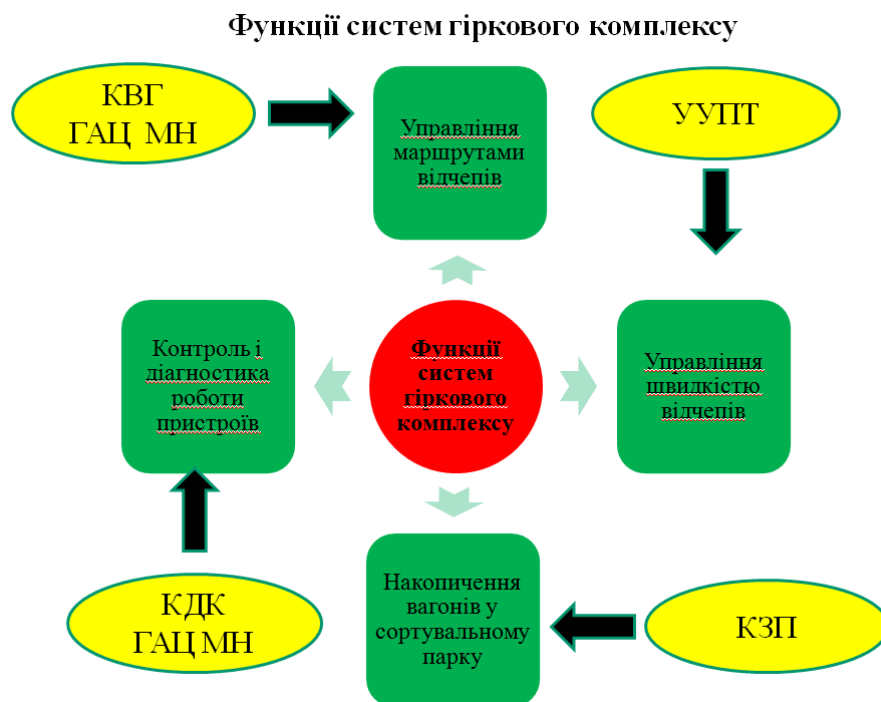 Функції систем гіркового комплексу
КВГ
ГАЦ МН
Управління
маршрутами
відчепів
УУПТ
Контроль і
діагностика
роботи
пристроїв
Функції
систем
гіркового
комплексу
Управління
швидкістю
відчепів
КДК
ГАЦ МН
Накопичення
вагонів у
сортувальному
парку
КЗП